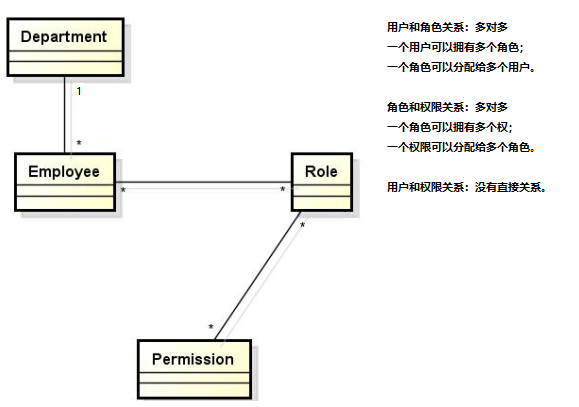 Department
1
*
Employee
*
*
Role
*
*
Permission
用户和角色关系：多对多
一个用户可以拥有多个角色；
一个角色可以分配给多个用户。
角色和权限关系：多对多
一个角色可以拥有多个权；
一个权限可以分配给多个角色。
用户和权限关系：没有直接关系。